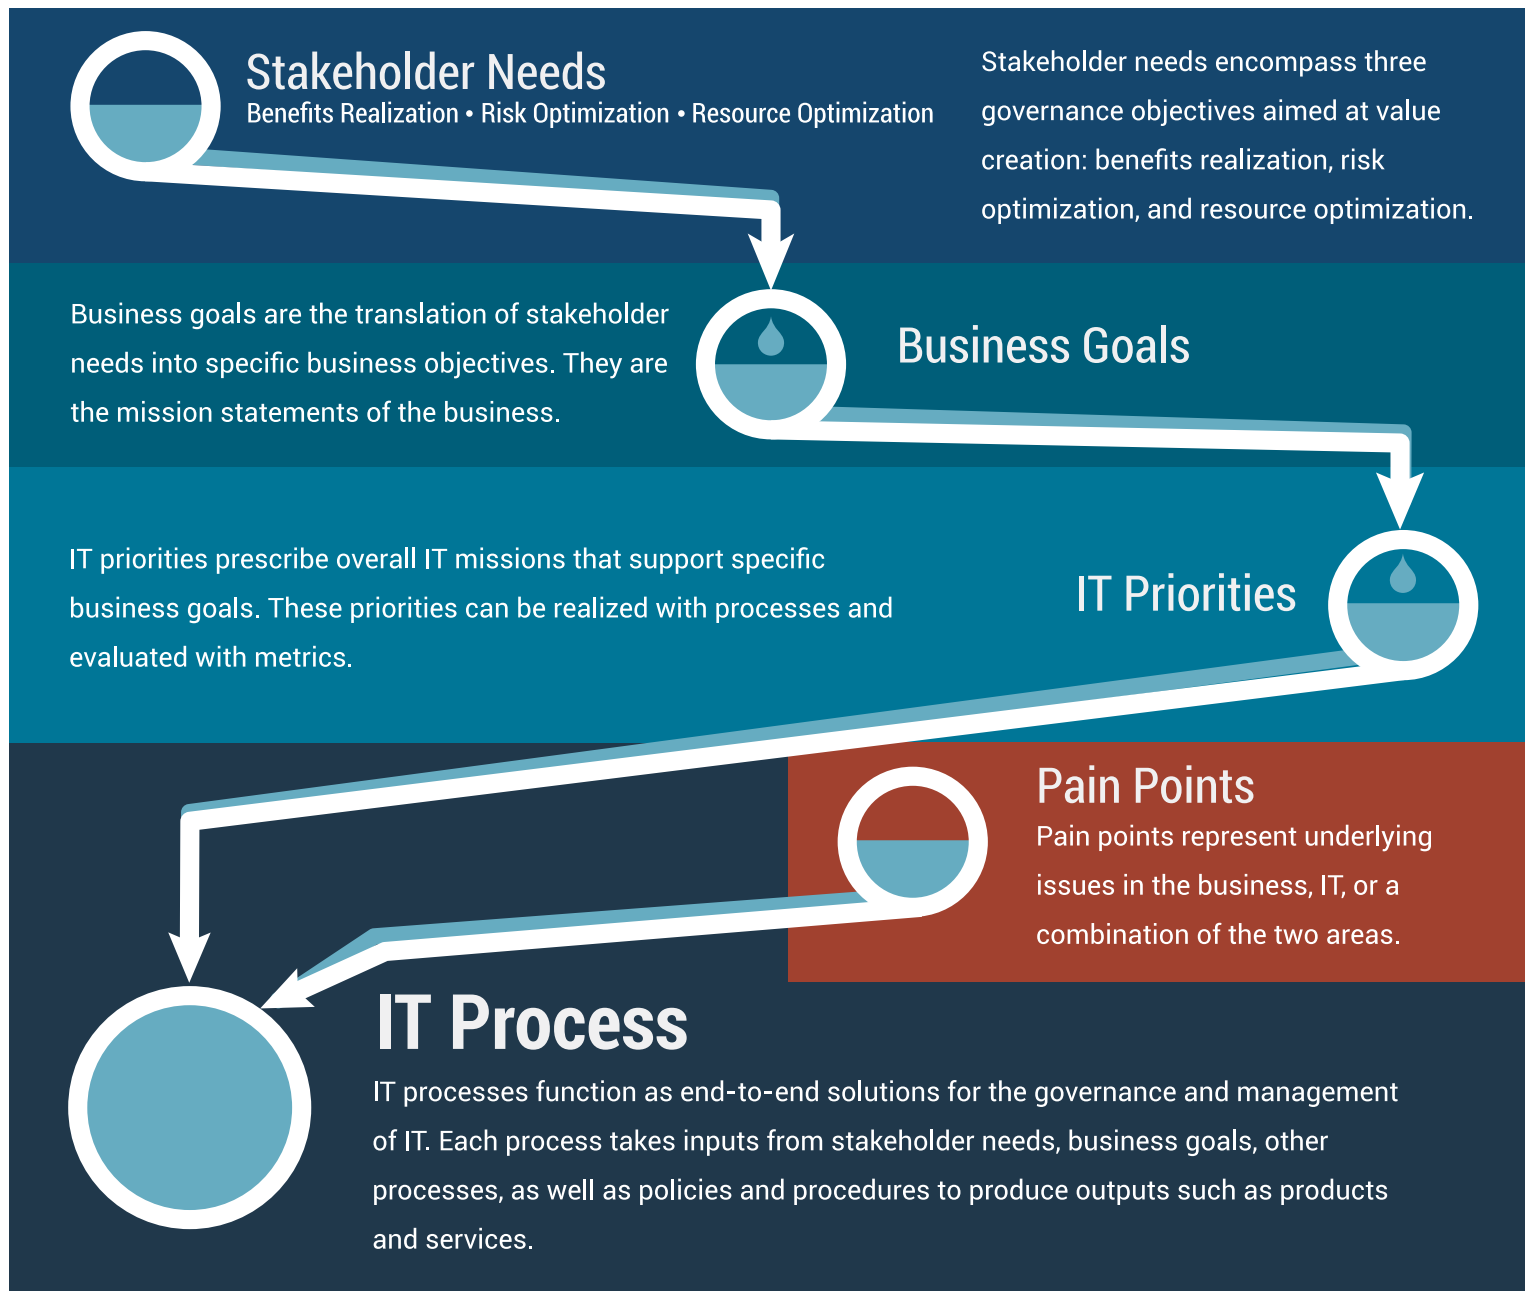 Stakeholder Needs
Benefits Realization • Risk Optimization • Resource Optimization
Stakeholder needs encompass three
governance objectives aimed at value
creation: benefits realization, risk
optimization, and resource optimization.
Business goals are the translation of stakeholder
needs into specific business objectives. They are
the mission statements of the business.
Business Goals
IT priorities prescribe overall IT missions that support specific
business goals. These priorities can be realized with processes and
evaluated with metrics.
IT Priorities
Pain Points
Pain points represent underlying
issues in the business, IT, or a
combination of the two areas.
IT Process
IT processes function as end-to-end solutions for the governance and management
of IT. Each process takes inputs from stakeholder needs, business goals, other
processes, as well as policies and procedures to produce outputs such as products
and services.